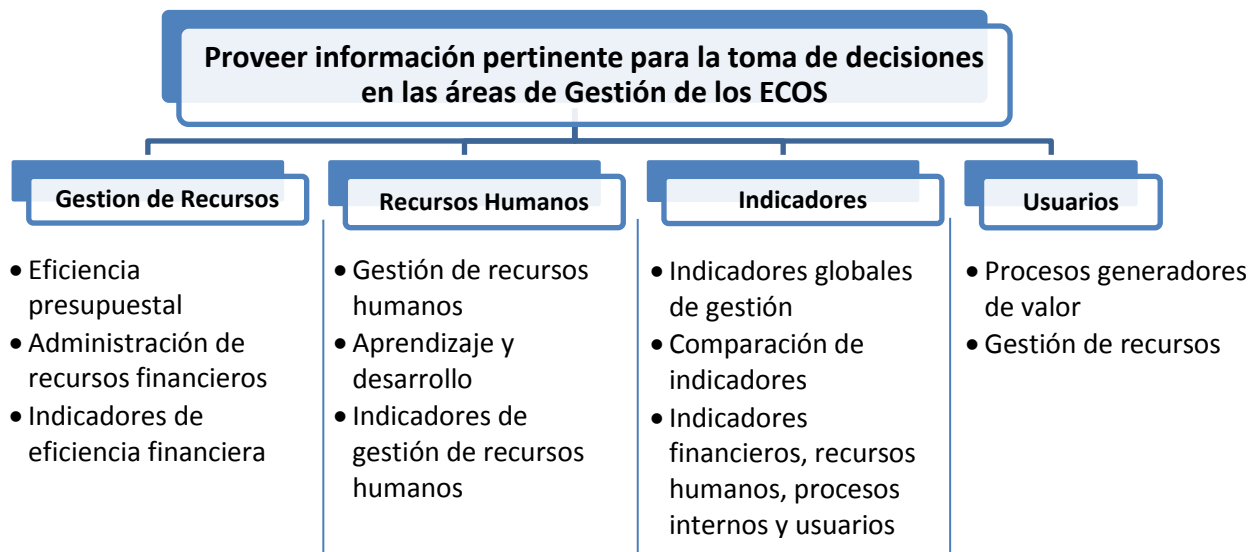 Proveer información pertinente para la toma de decisiones
en las áreas de Gestión de los ECOS
Gestion de Recursos
• Eficiencia
presupuestal
• Administración de
recursos financieros
• Indicadores de
eficiencia financiera
Recursos Humanos
• Gestión de recursos
humanos
• Aprendizaje y
desarrollo
• Indicadores de
gestión de recursos
humanos
Indicadores
• Indicadores globales
de gestión
• Comparación de
indicadores
• Indicadores
financieros, recursos
humanos, procesos
internos y usuarios
Usuarios
• Procesos generadores
de valor
• Gestión de recursos